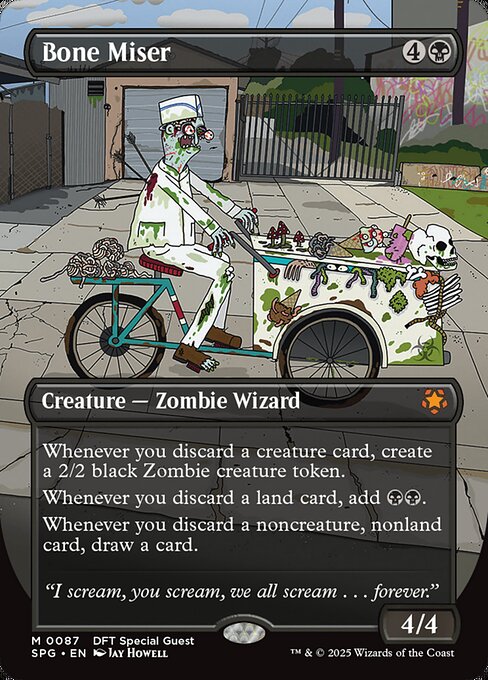 Bone Miser 4
Creature — Zombie Wizard
Whenever you discard a creature card, create
a 2/2 black Zombie creature token.
Whenever you discard a land card, add .
Whenever you discard a noncreature, nonland
card, draw a card.
“I scream, you scream, we all scream . . . forever.”
4/4
M 0087 DFT Special Guest
SPG • EN Jay Howell
™ & © 2025 Wizards of the Coast